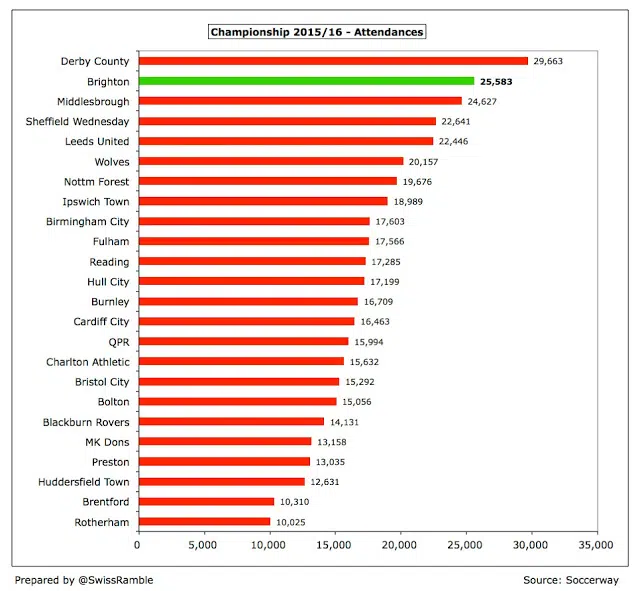 Championship 2015/16 - Attendances
Derby County 29,663
Brighton 25,583
Middlesbrough 24,627
Sheffield Wednesday 22,641
Leeds United 22,446
Wolves 20,157
Nottm Forest 19,676
Ipswich Town 18,989
Birmingham City 17,603
Fulham 17,566
Reading 17,285
Hull City 17,199
Burnley 16,709
Cardiff City 16,463
QPR 15,994
Charlton Athletic 15,632
Bristol City 15,292
Bolton 15,056
Blackburn Rovers 14,131
MK Dons 13,158
Preston 13,035
Huddersfield Town 12,631
Brentford 10,310
Rotherham 10,025
0 5,000 10,000 15,000 20,000 25,000 30,000 35,000
Prepared by @SwissRamble Source: Soccerway